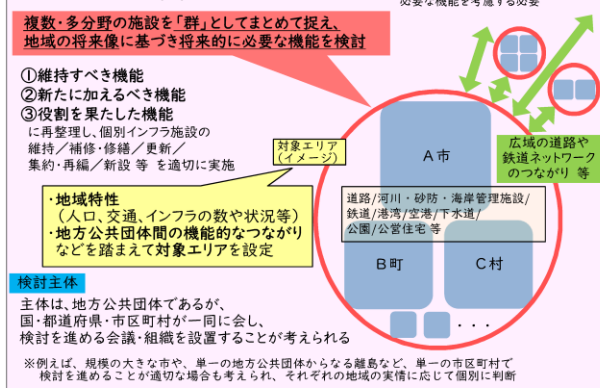 必要な機能を考慮する必要
複数・多分野の施設を「群」としてまとめて捉え、
地域の将来像に基づき将来的に必要な機能を検討
①維持すべき機能
②新たに加えるべき機能
③役割を果たした機能
に再整理し、個別インフラ施設の
維持／補修・修繕／更新／
集約・再編／新設 等 を適切に実施
対象エリア
（イメージ）
A市
広域の道路や
鉄道ネットワーク
のつながり 等
・地域特性
（人口、交通、インフラの数や状況等）
・地方公共団体間の機能的なつながり
などを踏まえて対象エリアを設定
道路/河川・砂防・海岸管理施設/
鉄道/港湾/空港/下水道/
公園/公営住宅 等
B町
C村
・・・
検討主体
主体は、地方公共団体であるが、
国・都道府県・市区町村が一同に会し、
検討を進める会議・組織を設置することが考えられる
※例えば、規模の大きな市や、単一の地方公共団体からなる離島など、単一の市区町村で
検討を進めることが適切な場合も考えられ、それぞれの地域の実情に応じて個別に判断